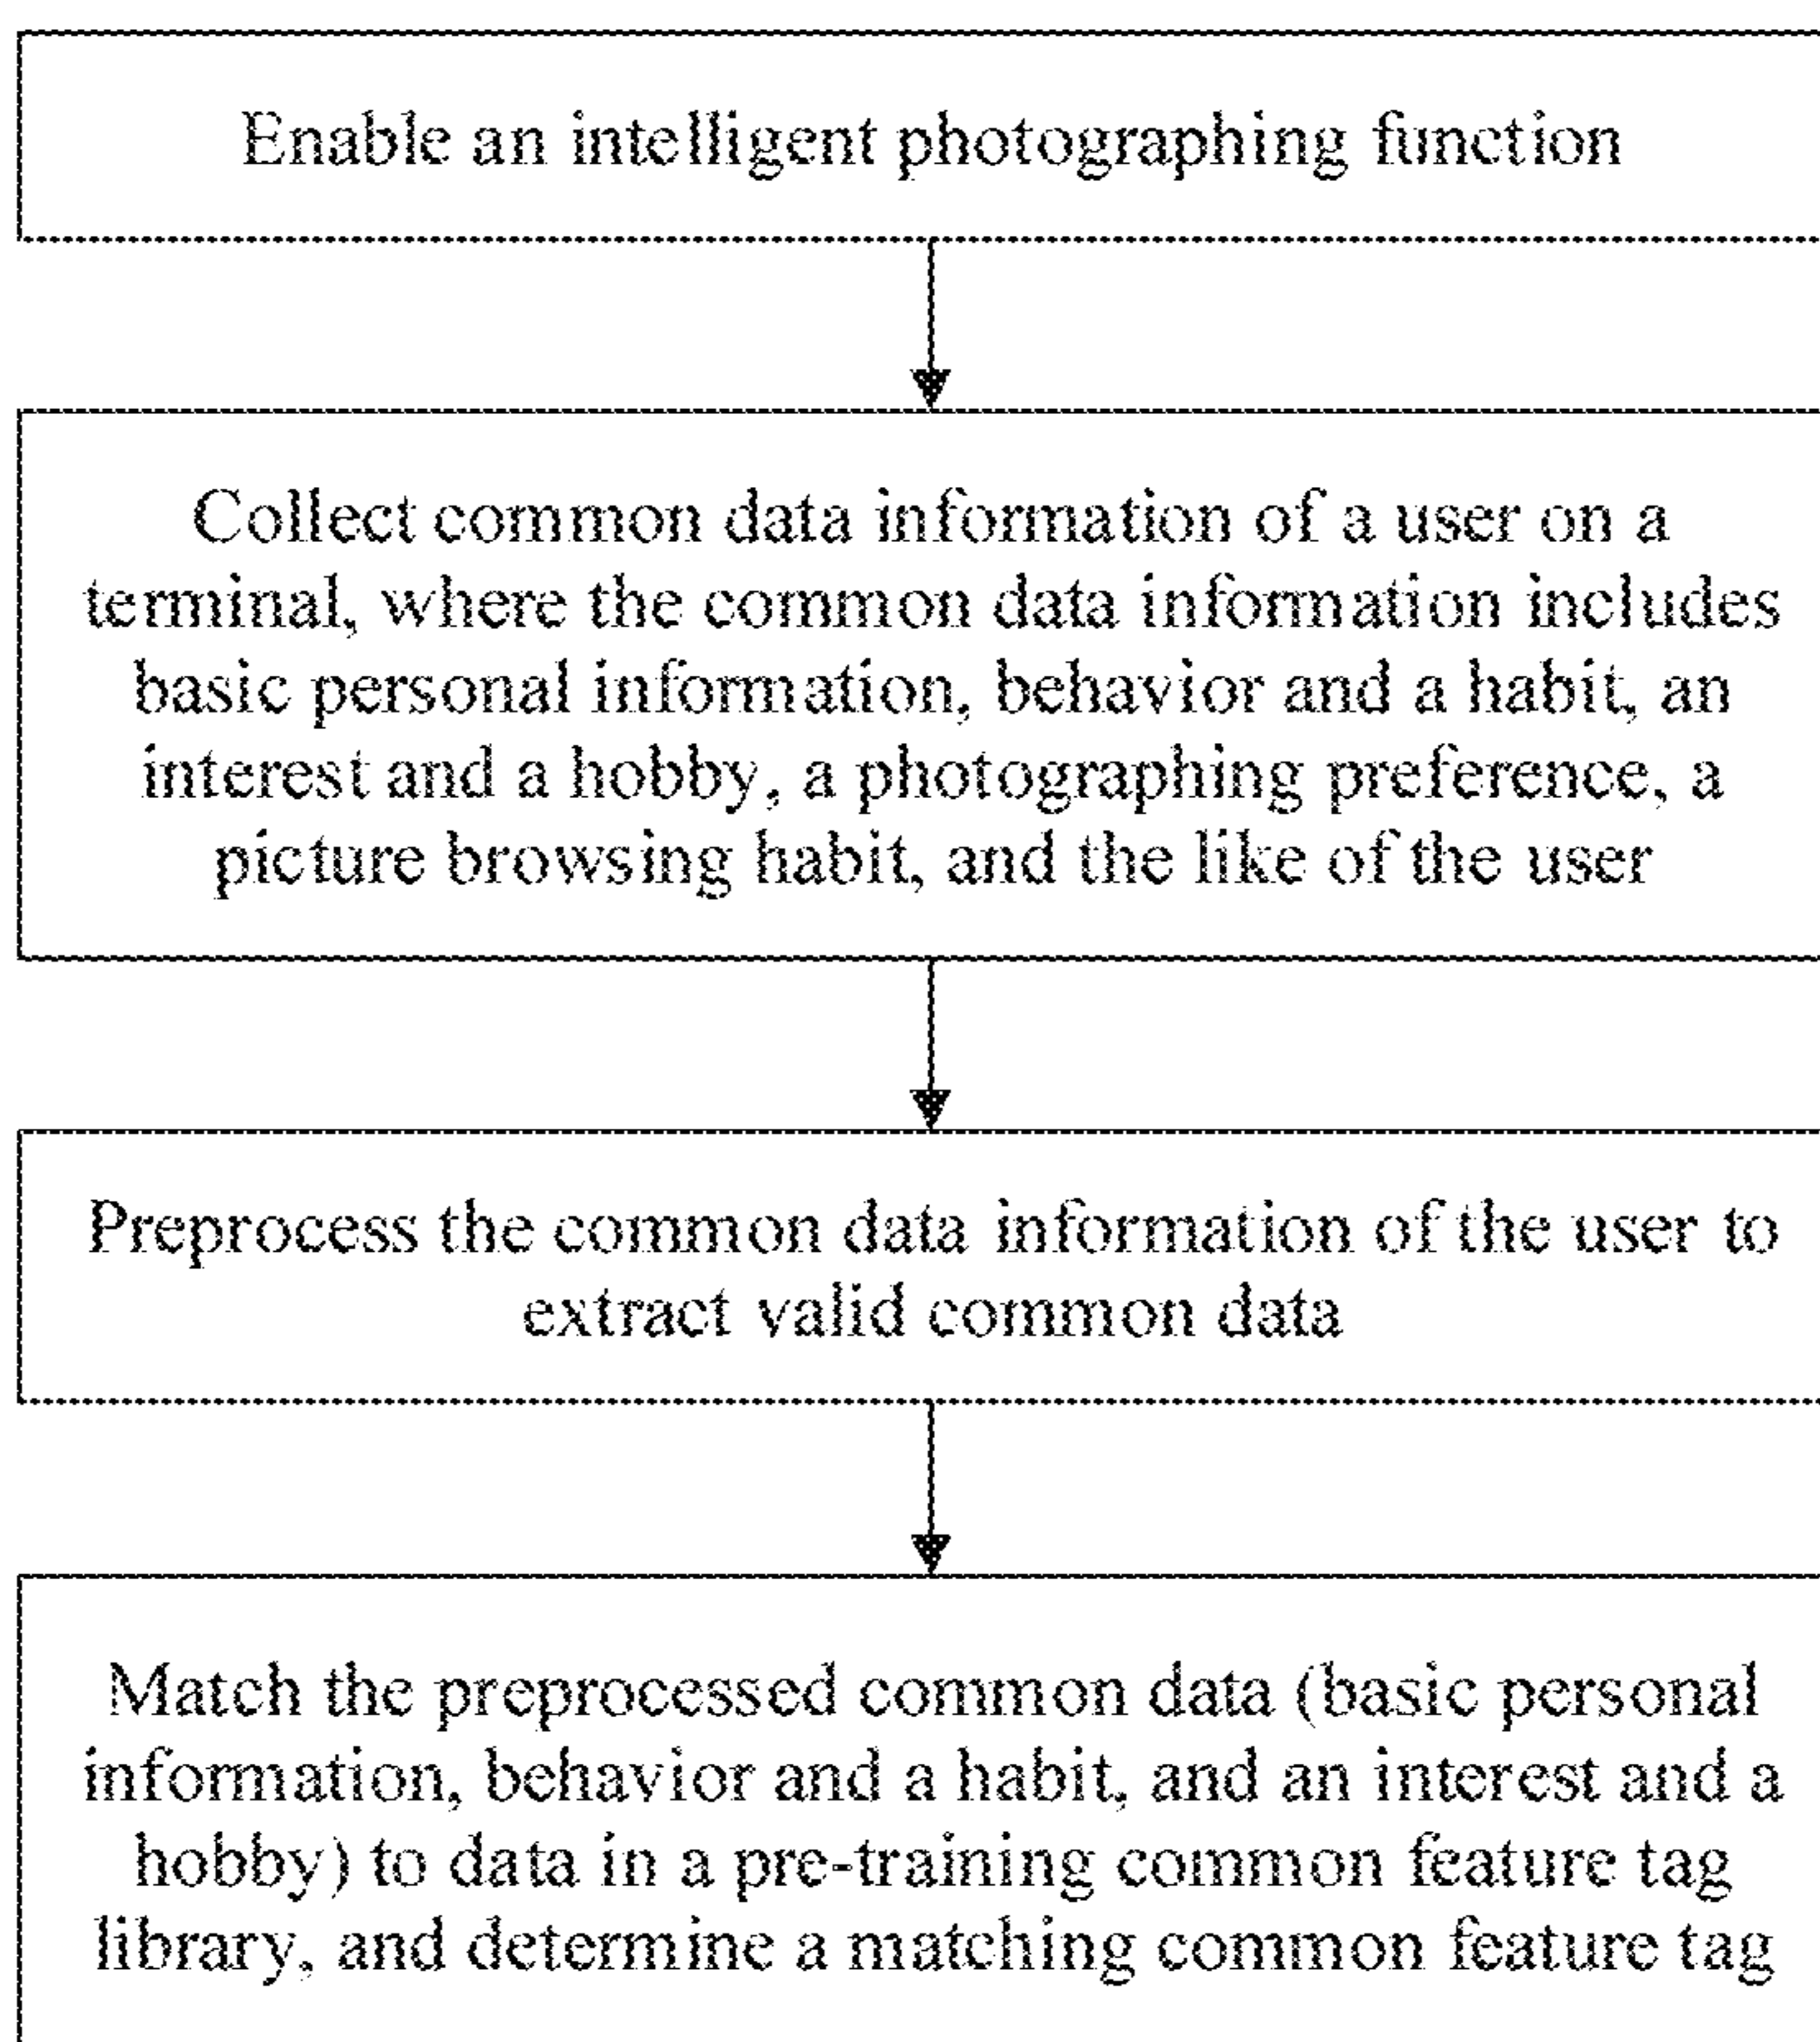 Enable an intelligent photographing function
Collect common data information of a user on a
terminal, where the common data information includes
basic personal information, behavior and a habit, an
interest and a hobby, a photographing preference, a
picture browsing habit, and the like of the user
Preprocess the common data information of the user to
extract valid common data
Match the preprocessed common data (basic personal
information, behavior and a habit, and an interest and a
hobby) to data in a pre-training common feature tag
library, and determine a matching common feature tag